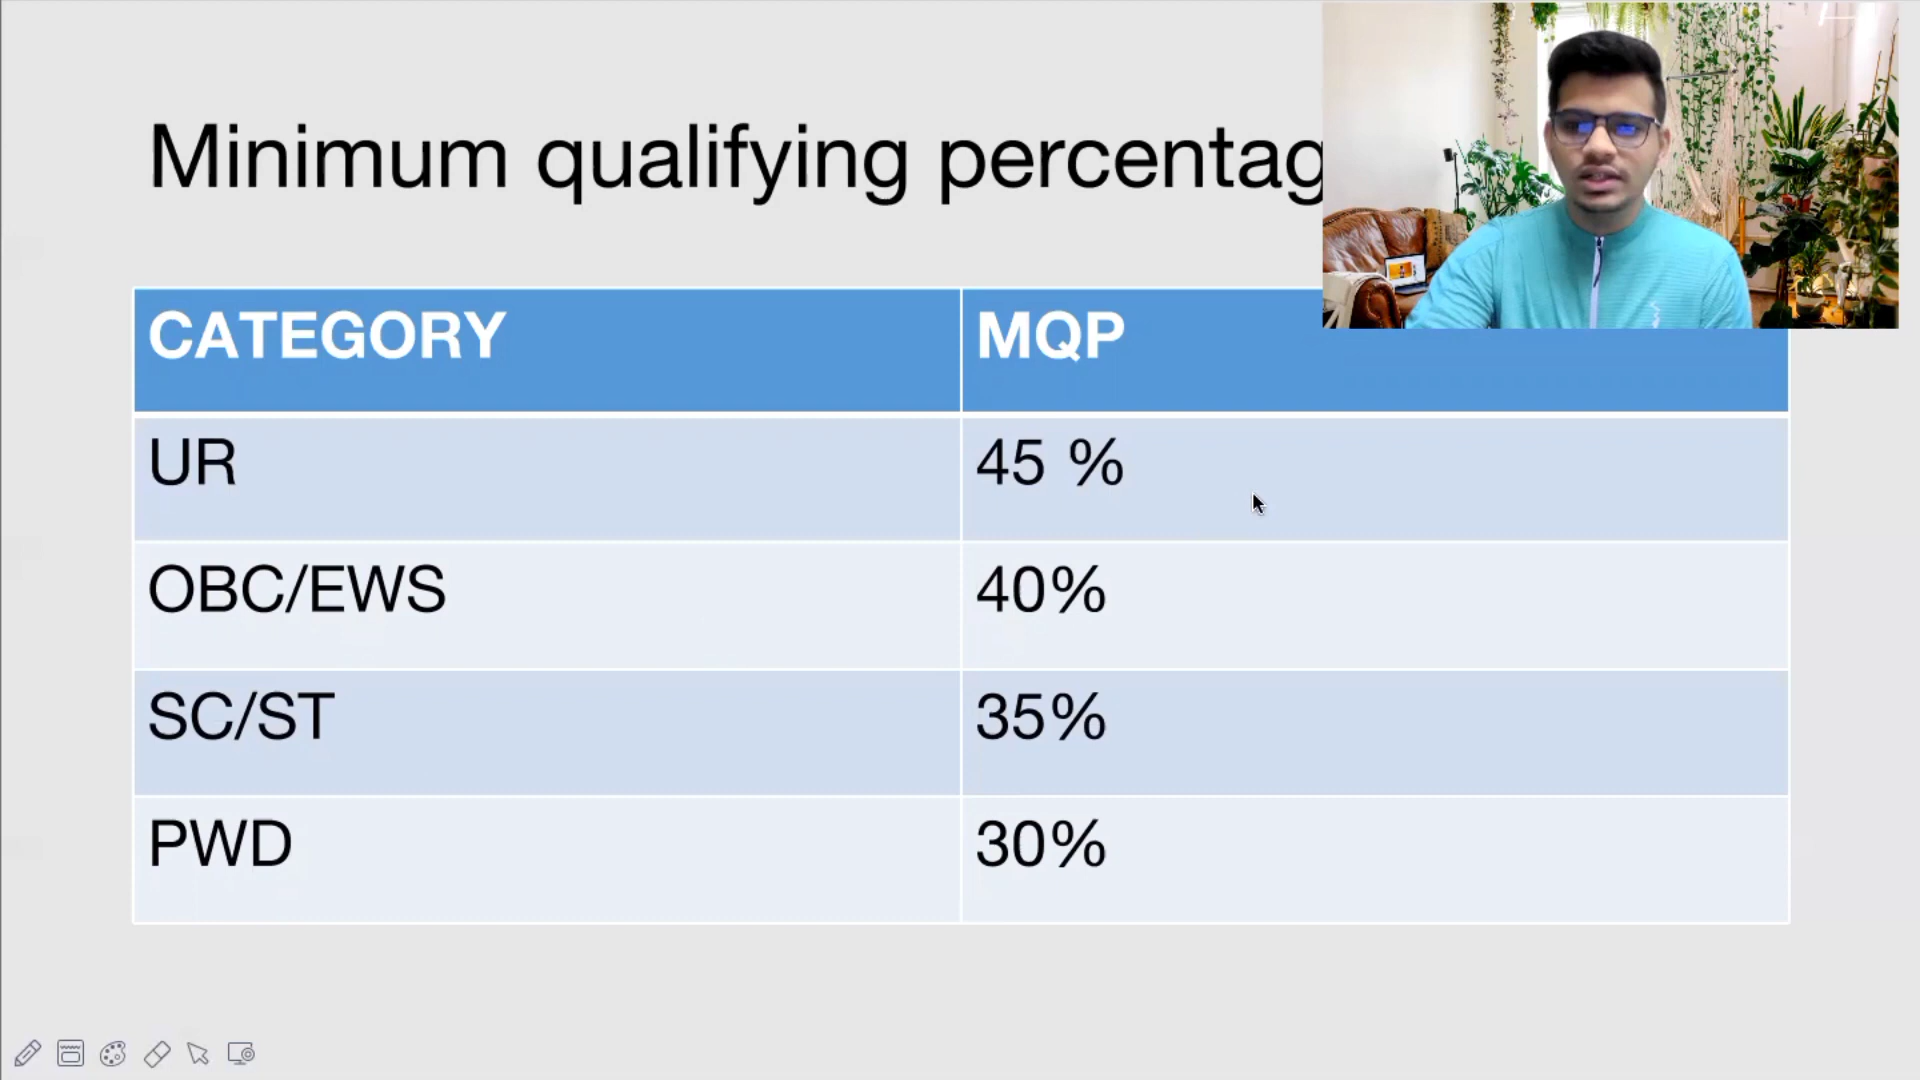 Minimum qualifying percentag
CATEGORY MQP
UR 45 %
OBC/EWS 40%
SC/ST 35%
PWD 30%